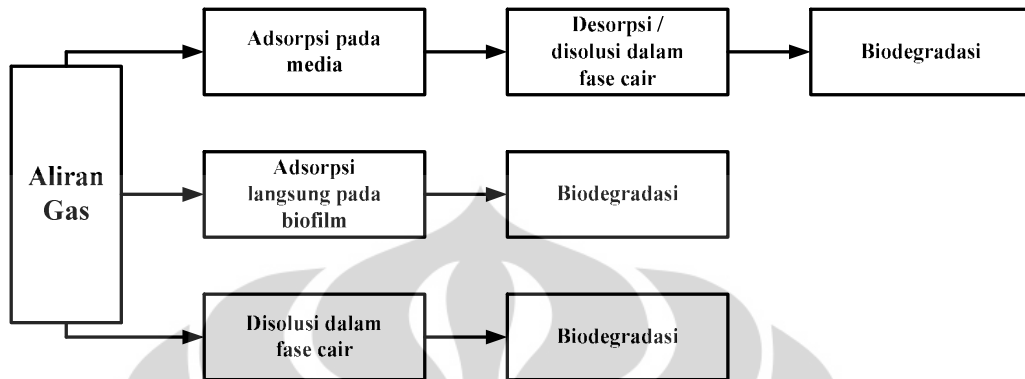 Aliran
Gas
Adsorpsi pada
media
Desorpsi /
disolusi dalam
fase cair
Biodegradasi
Adsorpsi
langsung pada
biofilm
Biodegradasi
Disolusi dalam
fase cair
Biodegradasi